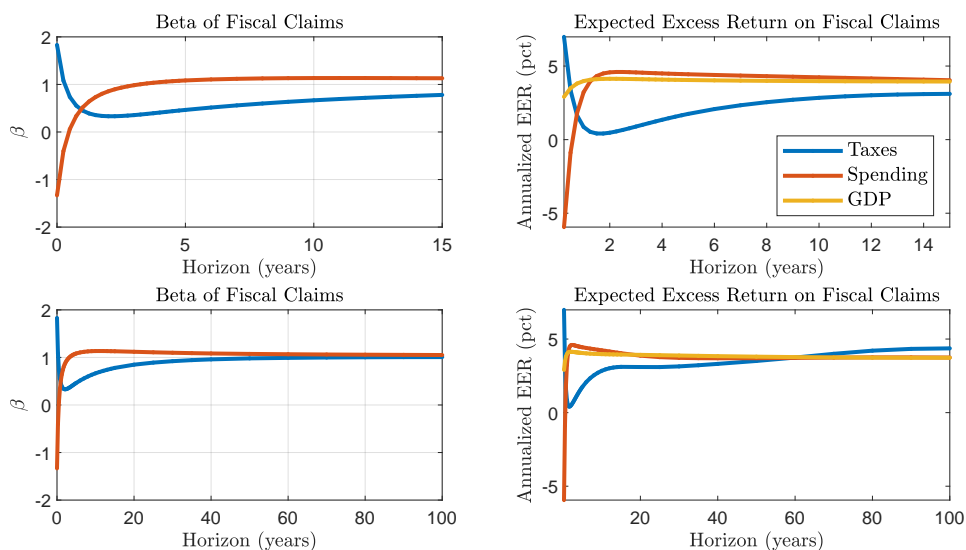 Beta of Fiscal Claims
2
1
0
-1
-2
β
0
5
10
15
Horizon (years)
Expected Excess Return on Fiscal Claims
5
0
-5
Annualized EER (pct)
Taxes
Spending
GDP
2
4
6
8
10
12
14
Horizon (years)
Beta of Fiscal Claims
2
1
0
-1
-2
β
0
20
40
60
80
100
Horizon (years)
Expected Excess Return on Fiscal Claims
5
0
-5
Annualized EER (pct)
20
40
60
80
100
Horizon (years)